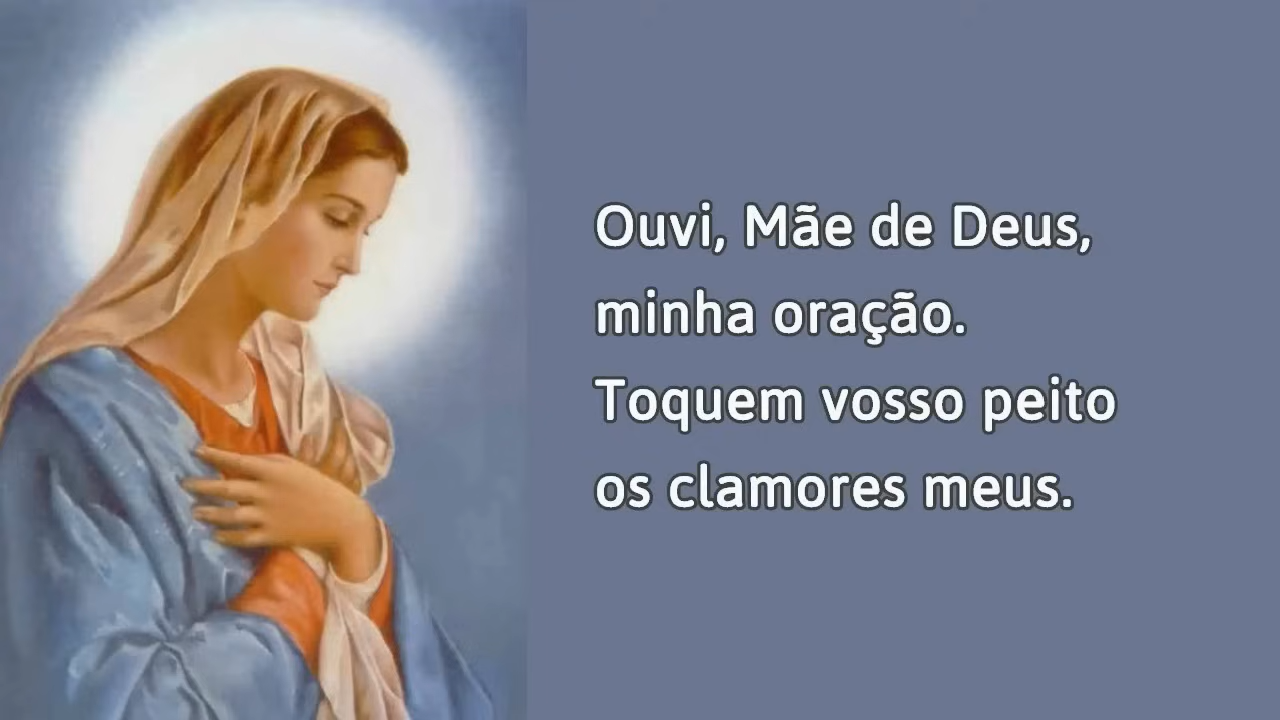 Ouvi, Mãe de Deus,
minha oração.
Toquem vosso peito
os clamores meus.